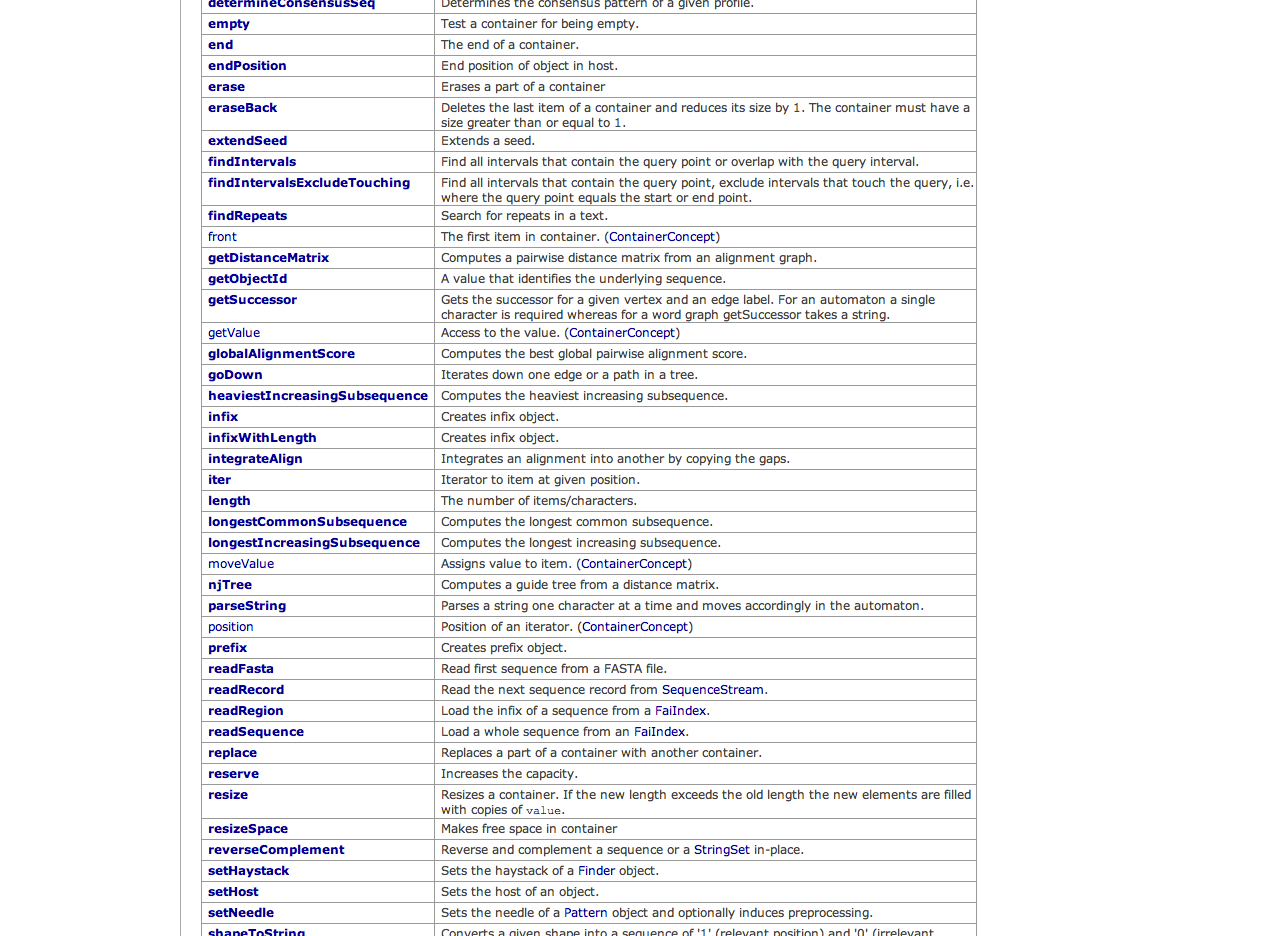 determineConsensusSeq Determines the consensus pattern of a given profile.
empty Test a container for being empty.
end The end of a container.
endPosition End position of object in host.
erase Erases a part of a container
eraseBack Deletes the last item of a container and reduces its size by 1. The container must have a
size greater than or equal to 1.
extendSeed Extends a seed.
findIntervals Find all intervals that contain the query point or overlap with the query interval.
findIntervalsExcludeTouching Find all intervals that contain the query point, exclude intervals that touch the query, i.e.
where the query point equals the start or end point.
findRepeats Search for repeats in a text.
front The first item in container. (ContainerConcept)
getDistanceMatrix Computes a pairwise distance matrix from an alignment graph.
getObjectId A value that identifies the underlying sequence.
getSuccessor Gets the successor for a given vertex and an edge label. For an automaton a single
character is required whereas for a word graph getSuccessor takes a string.
getValue Access to the value. (ContainerConcept)
globalAlignmentScore Computes the best global pairwise alignment score.
goDown Iterates down one edge or a path in a tree.
heaviestIncreasingSubsequence Computes the heaviest increasing subsequence.
infix Creates infix object.
infixWithLength Creates infix object.
integrateAlign Integrates an alignment into another by copying the gaps.
iter Iterator to item at given position.
length The number of items/characters.
longestCommonSubsequence Computes the longest common subsequence.
longestIncreasingSubsequence Computes the longest increasing subsequence.
moveValue Assigns value to item. (ContainerConcept)
njTree Computes a guide tree from a distance matrix.
parseString Parses a string one character at a time and moves accordingly in the automaton.
position Position of an iterator. (ContainerConcept)
prefix Creates prefix object.
readFasta Read first sequence from a FASTA file.
readRecord Read the next sequence record from SequenceStream.
readRegion Load the infix of a sequence from a FaiIndex.
readSequence Load a whole sequence from an FaiIndex.
replace Replaces a part of a container with another container.
reserve Increases the capacity.
resize Resizes a container. If the new length exceeds the old length the new elements are filled
with copies of value.
resizeSpace Makes free space in container
reverseComplement Reverse and complement a sequence or a StringSet in-place.
setHaystack Sets the haystack of a Finder object.
setHost Sets the host of an object.
setNeedle Sets the needle of a Pattern object and optionally induces preprocessing.
shapeToString Converts a given shape into a sequence of '1' (relevant position) and '0' (irrelevant